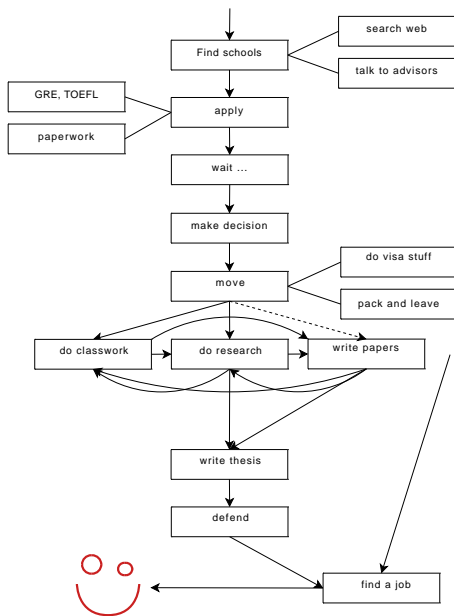 search web
Find schools
talk to advisors
GRE, TOEFL
apply
paperwork
wait ...
make decision
do visa stuff
move
pack and leave
do classwork
do research
write papers
write thesis
defend
find a job